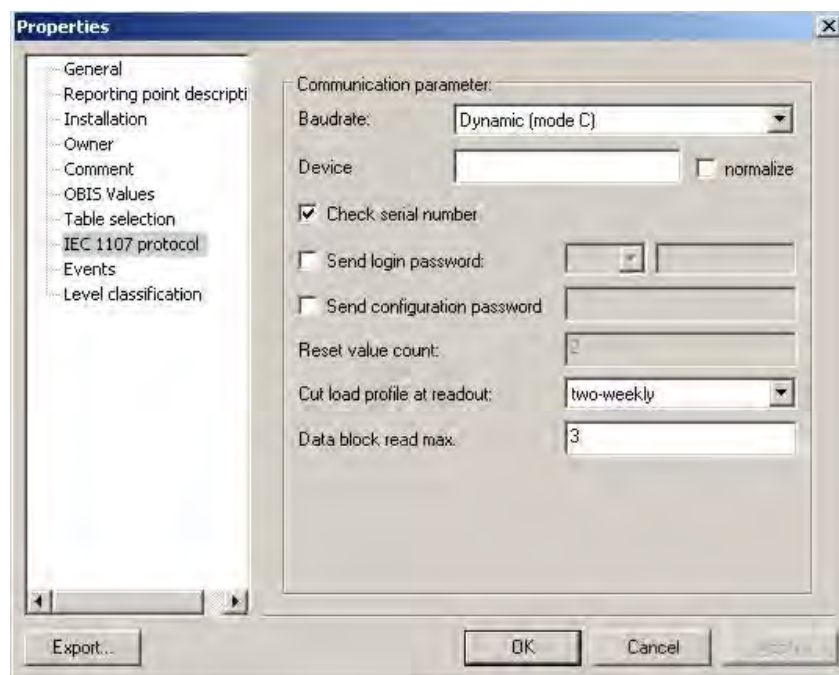 Properties
General
Reporting point descripti
Installation
Owner
Comment
OBIS Values
Table selection
IEC 1107 protocol
Events
Level classification
Communication parameter:
Baudrate: Dynamic (mode C)
Device normalize
Check serial number
Send login password:
Send configuration password
Reset value count: 2
Cut load profile at readout: two-weekly
Data block read max. 3
Export... OK Cancel